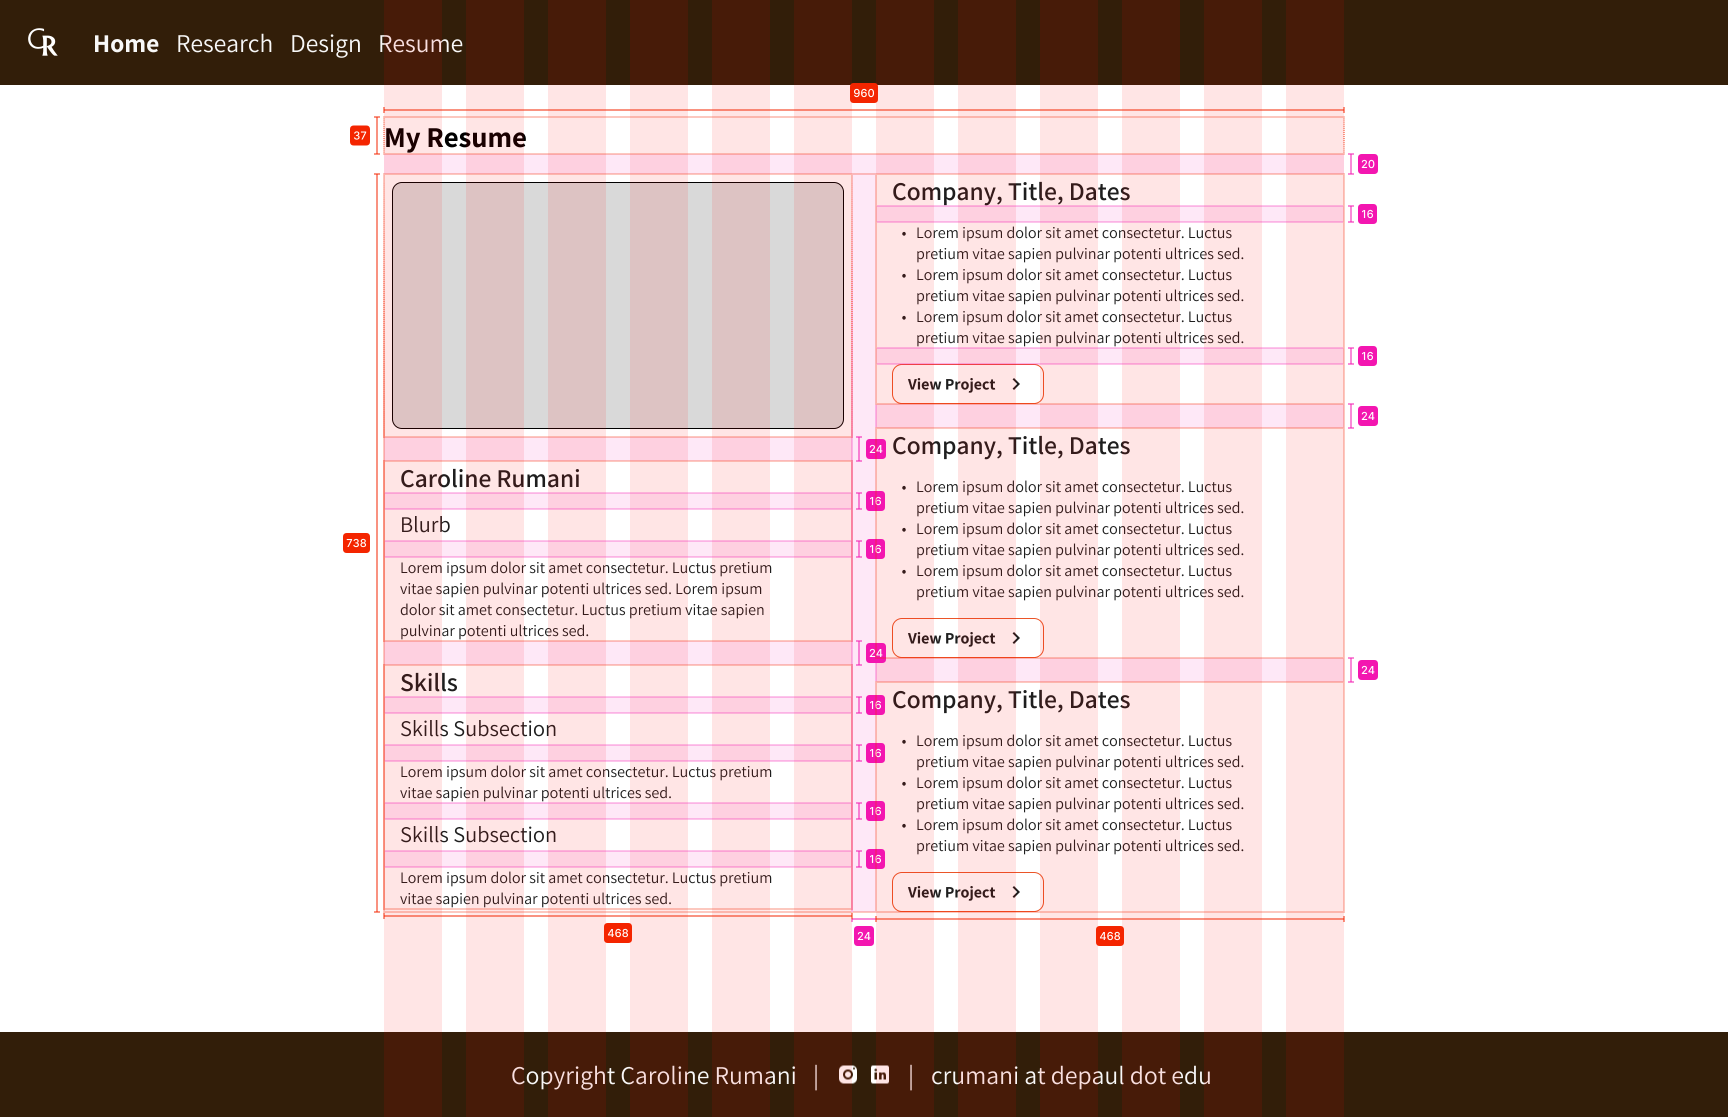 CR Home Research Design Resume
960
37
My Resume
20
Company, Title, Dates
16
• Lorem ipsum dolor sit amet consectetur. Luctus
pretium vitae sapien pulvinar potenti ultrices sed.
• Lorem ipsum dolor sit amet consectetur. Luctus
pretium vitae sapien pulvinar potenti ultrices sed.
• Lorem ipsum dolor sit amet consectetur. Luctus
pretium vitae sapien pulvinar potenti ultrices sed.
16
View Project
24
24
Caroline Rumani
16
Blurb
16
738
Lorem ipsum dolor sit amet consectetur. Luctus pretium
vitae sapien pulvinar potenti ultrices sed. Lorem ipsum
dolor sit amet consectetur. Luctus pretium vitae sapien
pulvinar potenti ultrices sed.
24
Skills
16
Skills Subsection
16
Lorem ipsum dolor sit amet consectetur. Luctus pretium
vitae sapien pulvinar potenti ultrices sed.
16
Skills Subsection
16
Lorem ipsum dolor sit amet consectetur. Luctus pretium
vitae sapien pulvinar potenti ultrices sed.
Company, Title, Dates
• Lorem ipsum dolor sit amet consectetur. Luctus
pretium vitae sapien pulvinar potenti ultrices sed.
• Lorem ipsum dolor sit amet consectetur. Luctus
pretium vitae sapien pulvinar potenti ultrices sed.
• Lorem ipsum dolor sit amet consectetur. Luctus
pretium vitae sapien pulvinar potenti ultrices sed.
View Project
24
Company, Title, Dates
• Lorem ipsum dolor sit amet consectetur. Luctus
pretium vitae sapien pulvinar potenti ultrices sed.
• Lorem ipsum dolor sit amet consectetur. Luctus
pretium vitae sapien pulvinar potenti ultrices sed.
• Lorem ipsum dolor sit amet consectetur. Luctus
pretium vitae sapien pulvinar potenti ultrices sed.
View Project
468
24
468
Copyright Caroline Rumani | in | crumani at depaul dot edu